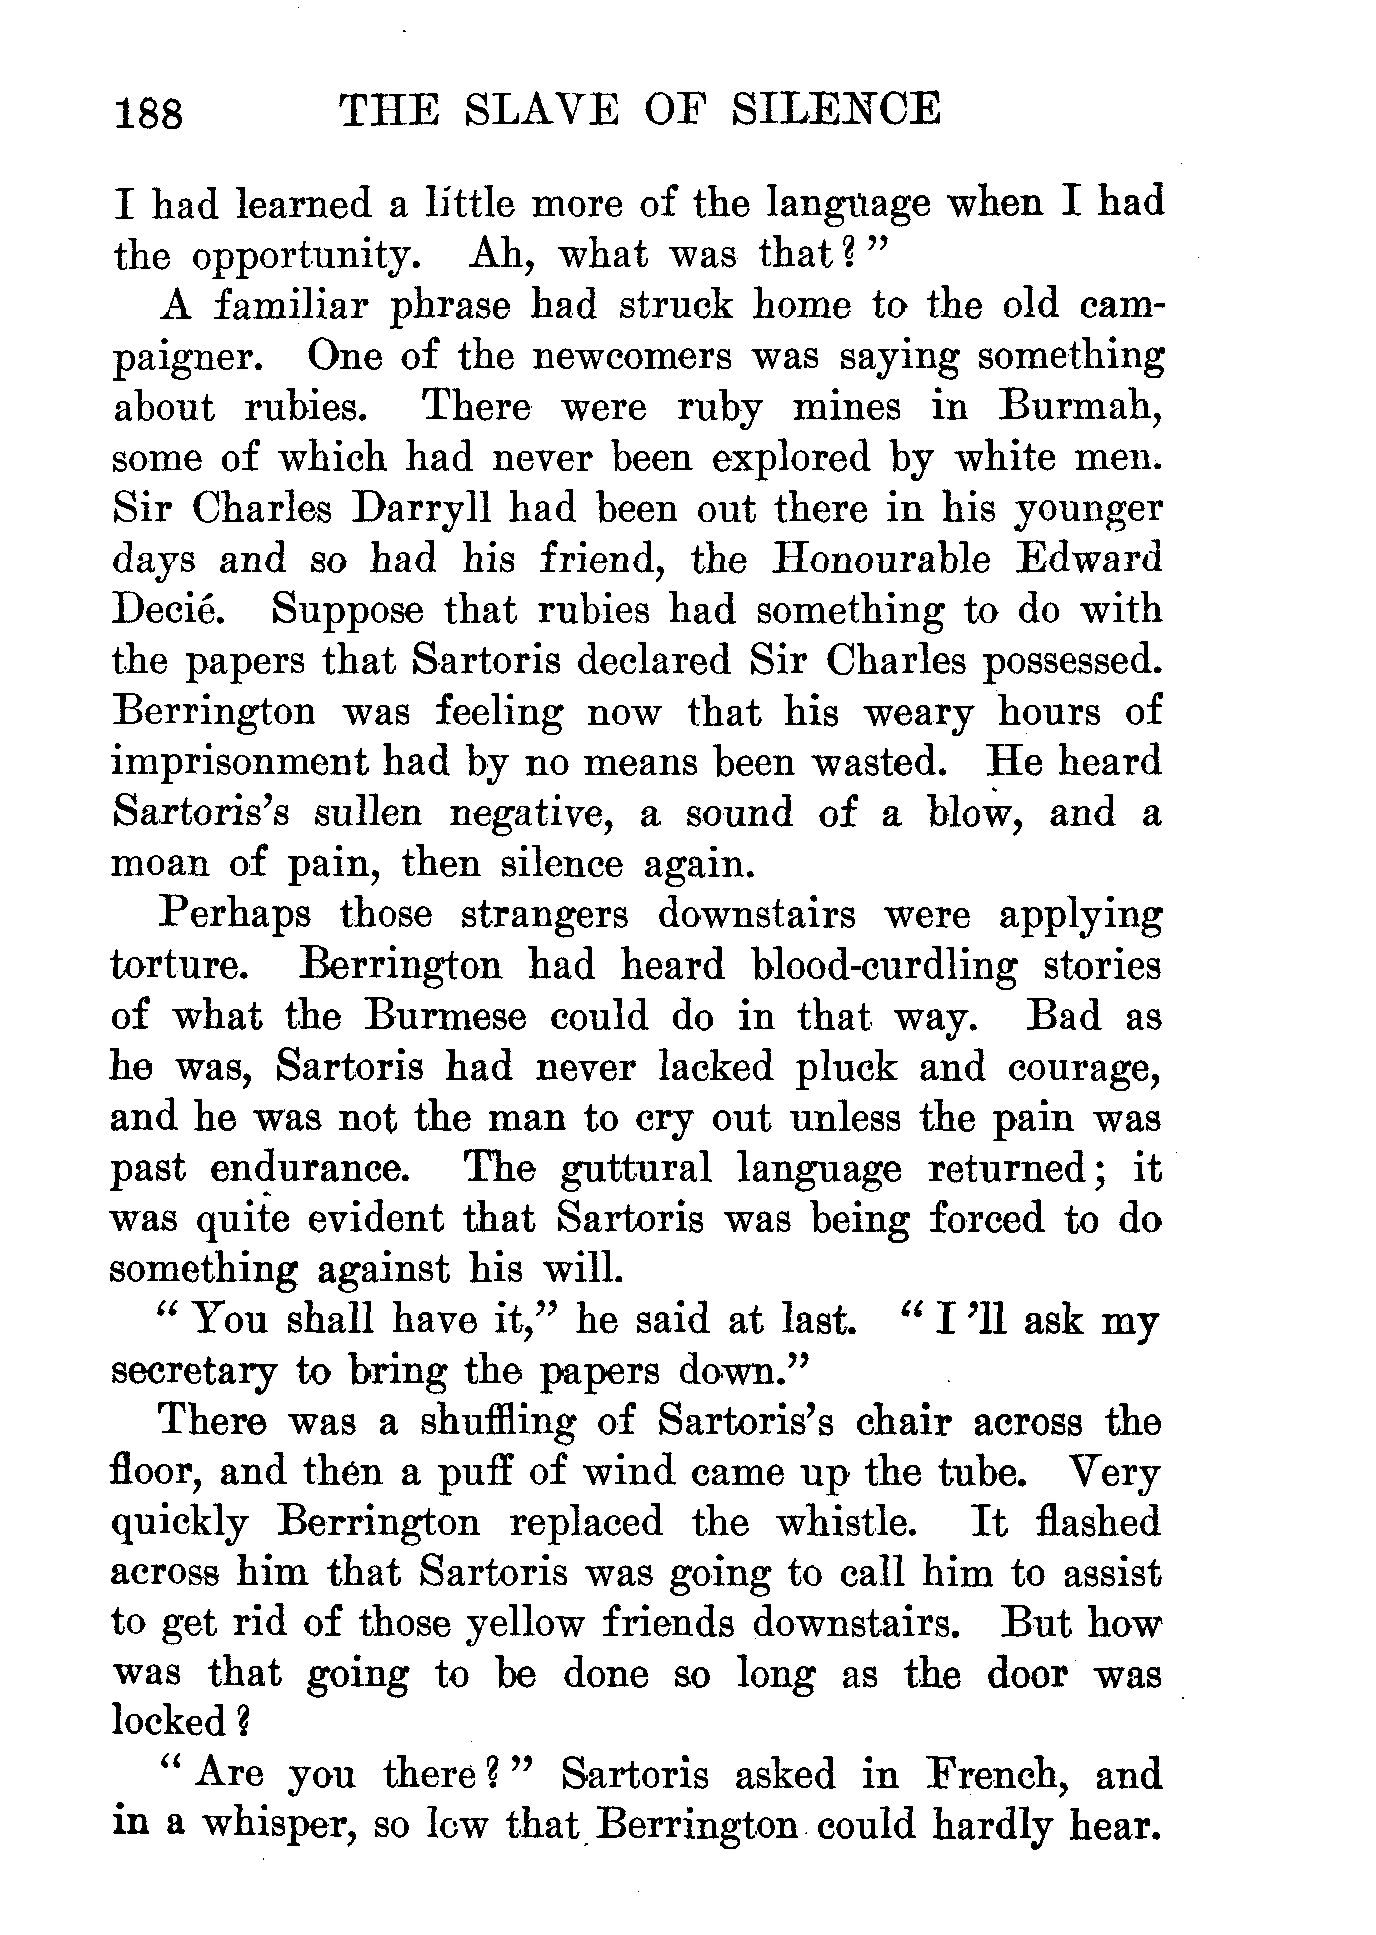 188 THE SLAVE OF SILENCE
I had learned a little more of the language when I had
the opportunity. Ah, what was that?"
A familiar phrase had struck home to the old cam-
paigner. One of the newcomers was saying something
about rubies. There were ruby mines in Burmah,
some of which had never been explored by white men.
Sir Charles Darryll had been out there in his younger
days and so had his friend, the Honourable Edward
Decié. Suppose that rubies had something to do with
the papers that Sartoris declared Sir Charles possessed.
Berrington was feeling now that his weary hours of
imprisonment had by no means been wasted. He heard
Sartoris's sullen negative, a sound of a blow, and a
moan of pain, then silence again.
Perhaps those strangers downstairs were applying
torture. Berrington had heard blood-curdling stories
of what the Burmese could do in that way. Bad as
he was, Sartoris had never lacked pluck and courage,
and he was not the man to cry out unless the pain was
past endurance. The guttural language returned; it
was quite evident that Sartoris was being forced to do
something against his will.
"You shall have it," he said at last. "I'll ask my
secretary to bring the papers down."
There was a shuffling of Sartoris's chair across the
floor, and then a puff of wind came up the tube. Very
quickly Berrington replaced the whistle. It flashed
across him that Sartoris was going to call him to assist
to get rid of those yellow friends downstairs. But how
was that going to be done so long as the door was
locked?
"Are you there?" Sartoris asked in French, and
in a whisper, so low that Berrington could hardly hear.